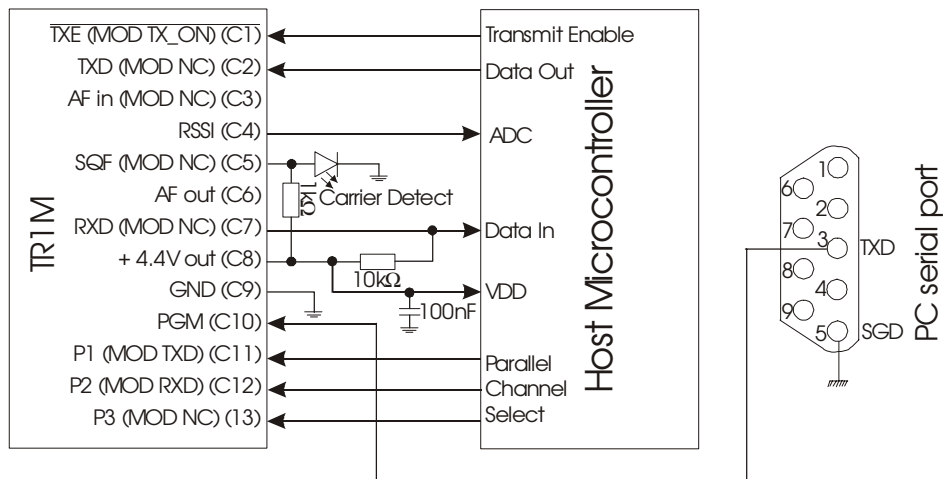 TR1M
TXE (MOD TX_ON) (C1)
TXD (MOD NC) (C2)
AF in (MOD NC) (C3)
RSSI (C4)
SQF (MOD NC) (C5)
AF out (C6)
RXD (MOD NC) (C7)
+ 4.4V out (C8)
GND (C9)
PGM (C10)
P1 (MOD TXD) (C11)
P2 (MOD RXD) (C12)
P3 (MOD NC) (13)
1kΩ
Carrier Detect
10kΩ
100nF
Transmit Enable
Data Out
ADC
Data In
VDD
Parallel
Channel
Select
Host Microcontroller
1
6
2
7
3
TXD
8
4
9
5
SGD
PC serial port